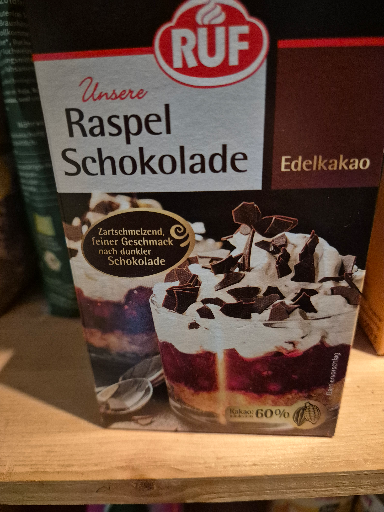 RUF
Unsere
Raspel
Schokolade
Edelkakao
Zartschmelzend,
feiner Geschmack
nach dunkler
Schokolade
Kakao:
60%